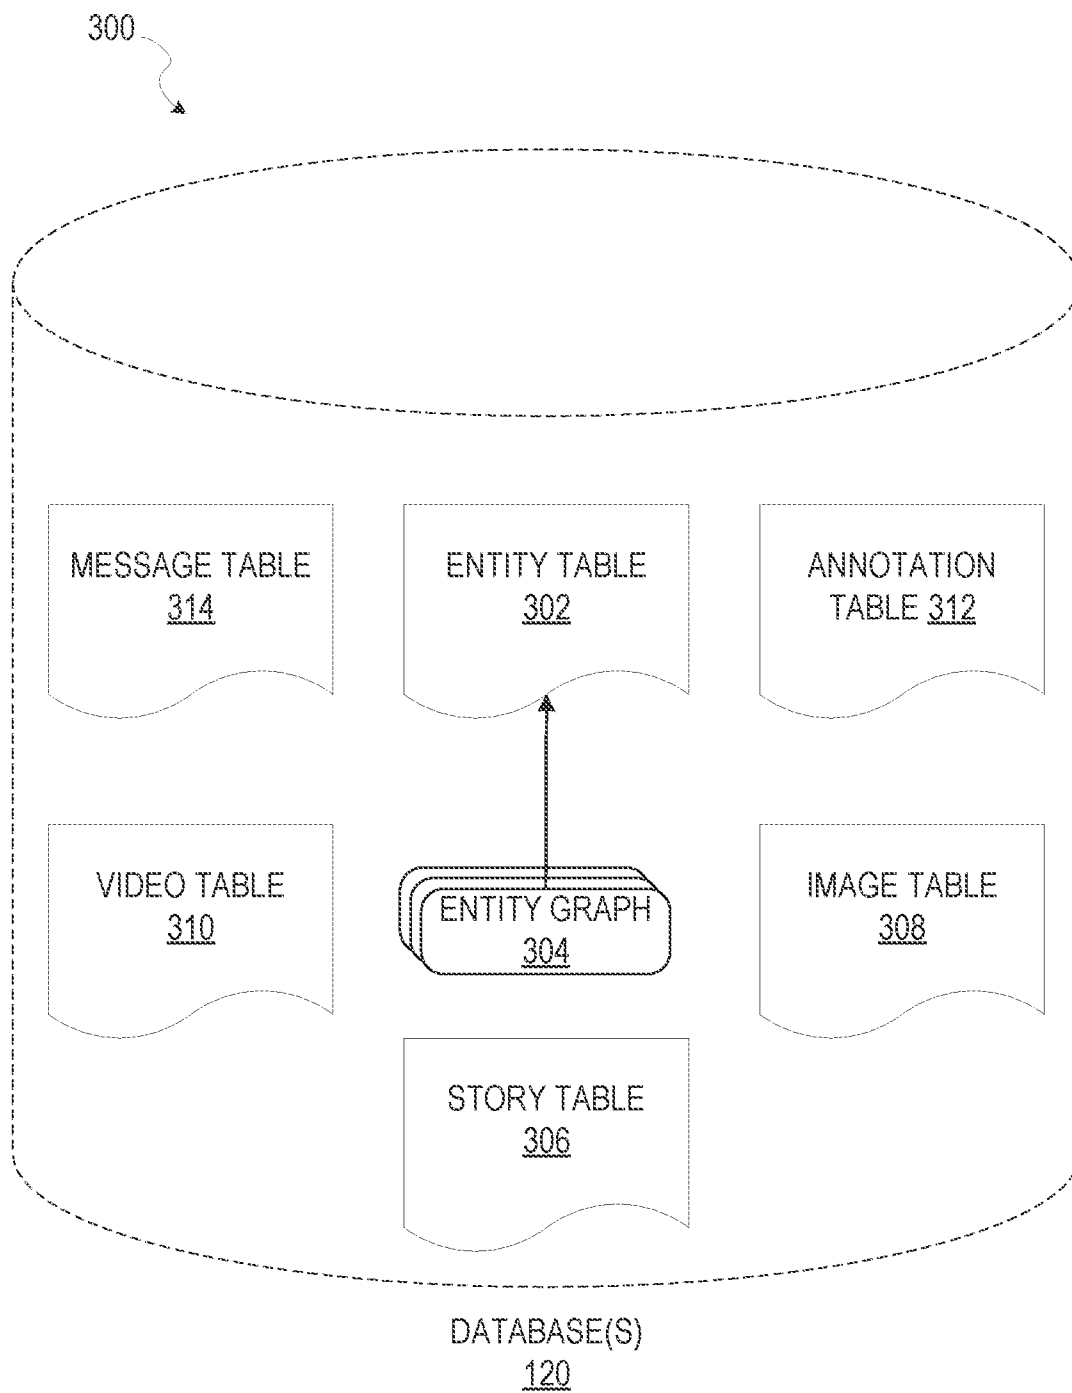 300
MESSAGE TABLE
314
ENTITY TABLE
302
ANNOTATION
TABLE 312
VIDEO TABLE
310
ENTITY GRAPH
304
IMAGE TABLE
308
STORY TABLE
306
DATABASE(S)
120